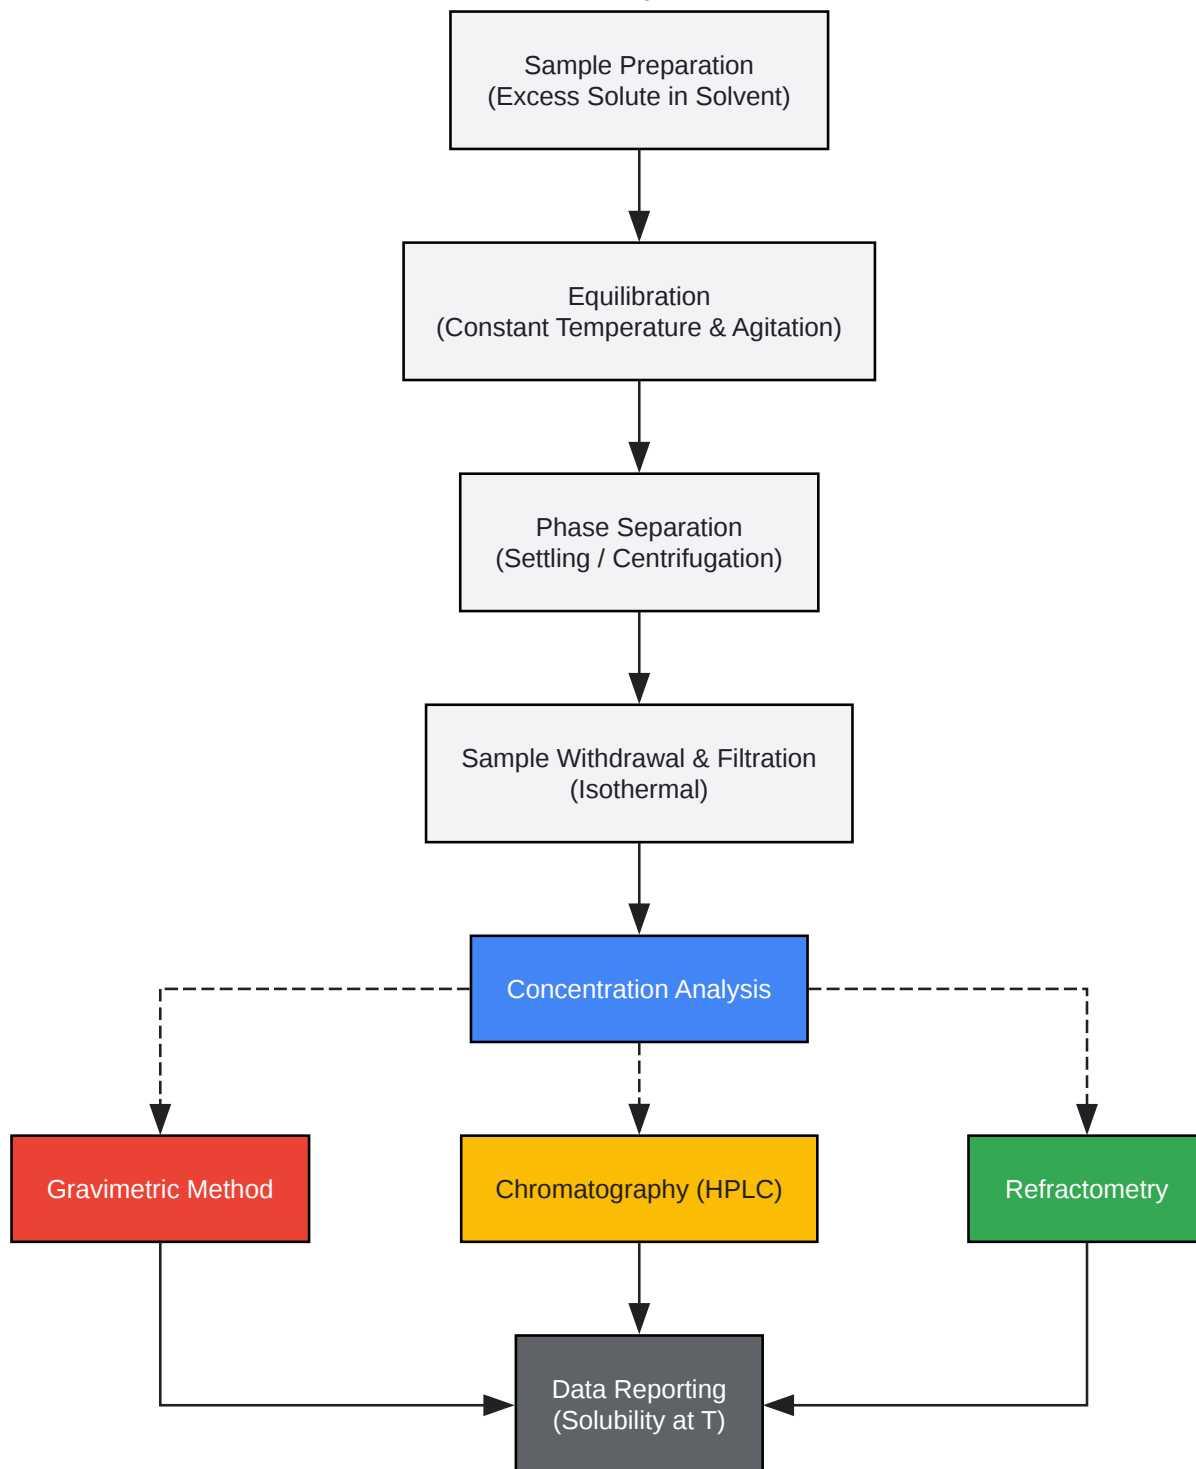 Sample Preparation
(Excess Solute in Solvent)
Equilibration
(Constant Temperature & Agitation)
Phase Separation
(Settling / Centrifugation)
Sample Withdrawal & Filtration
(Isothermal)
Concentration Analysis
Gravimetric Method
Chromatography (HPLC)
Refractometry
Data Reporting
(Solubility at T)